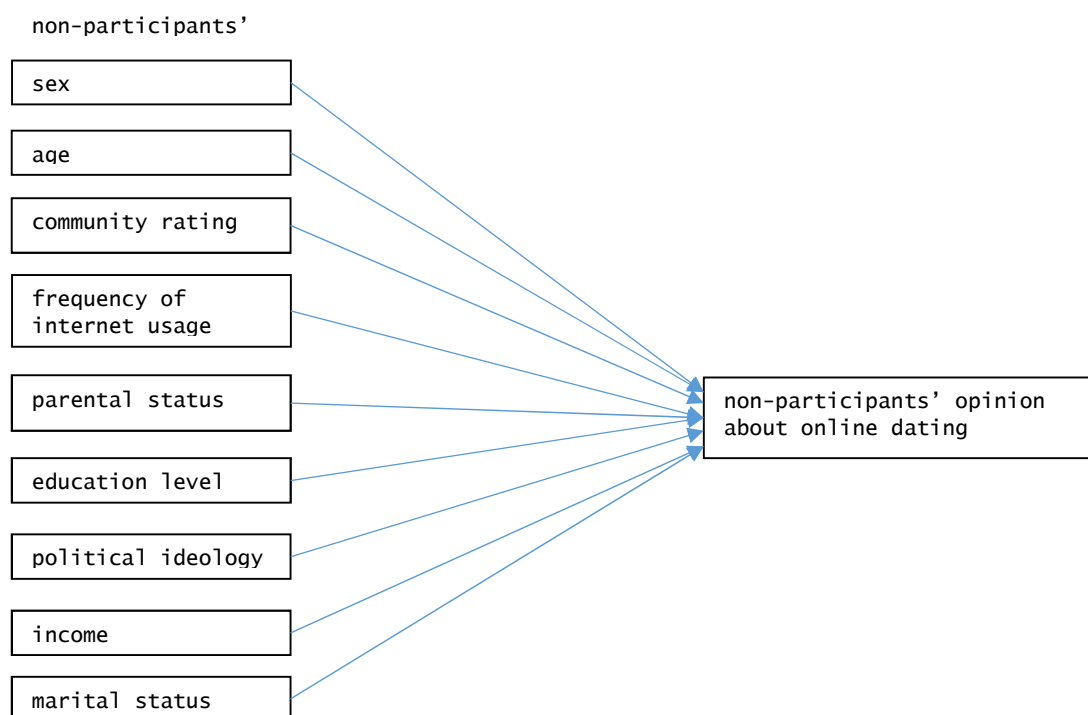 non-participants’
sex
age
community rating
frequency of
internet usage
parental status
education level
political ideology
income
marital status
non-participants’ opinion
about online dating